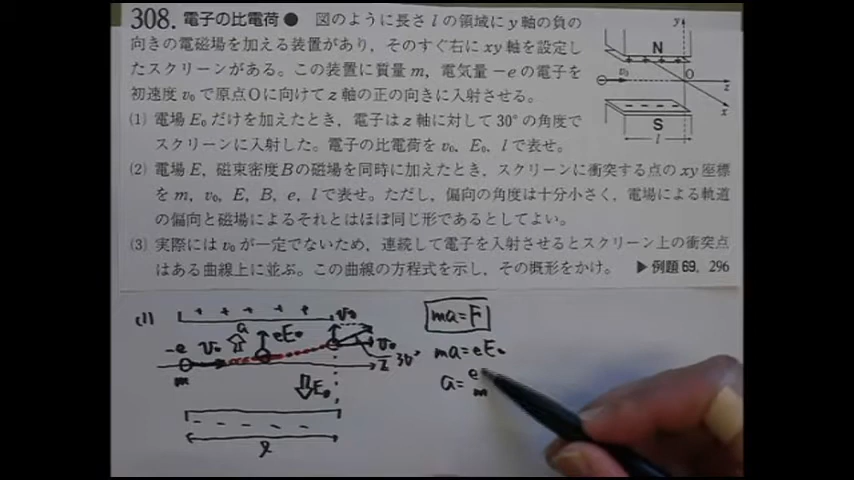 308. 電子の比電荷 ● 図のように長さ l の領域に y 軸の負の
向きの電磁場を加える装置があり，そのすぐ右に xy 軸を設定し
たスクリーンがある。この装置に質量 m，電気量 −e の電子を
初速度 v₀ で原点Oに向けて z 軸の正の向きに入射させる。
(1) 電場 E₀ だけを加えたとき，電子は z 軸に対して 30° の角度で
スクリーンに入射した。電子の比電荷を v₀，E₀，l で表せ。
(2) 電場 E，磁束密度 B の磁場を同時に加えたとき，スクリーンに衝突する点の xy 座標
を m，v₀，E，B，e，l で表せ。ただし，偏向の角度は十分小さく，電場による軌道
の偏向と磁場によるそれとはほぼ同じ形であるとしてよい。
(3) 実際には v₀ が一定でないため，連続して電子を入射させるとスクリーン上の衝突点
はある曲線上に並ぶ。この曲線の方程式を示し，その概形をかけ。 ▶例題 69，296
y
N
+ + + +
v₀
O
z
x
S
l
(1)
+ + + + +
a
eE₀
v₀
−e
v₀
v₀
z
30°
m
E₀
l
ma=F
ma=eE₀
a=e/m